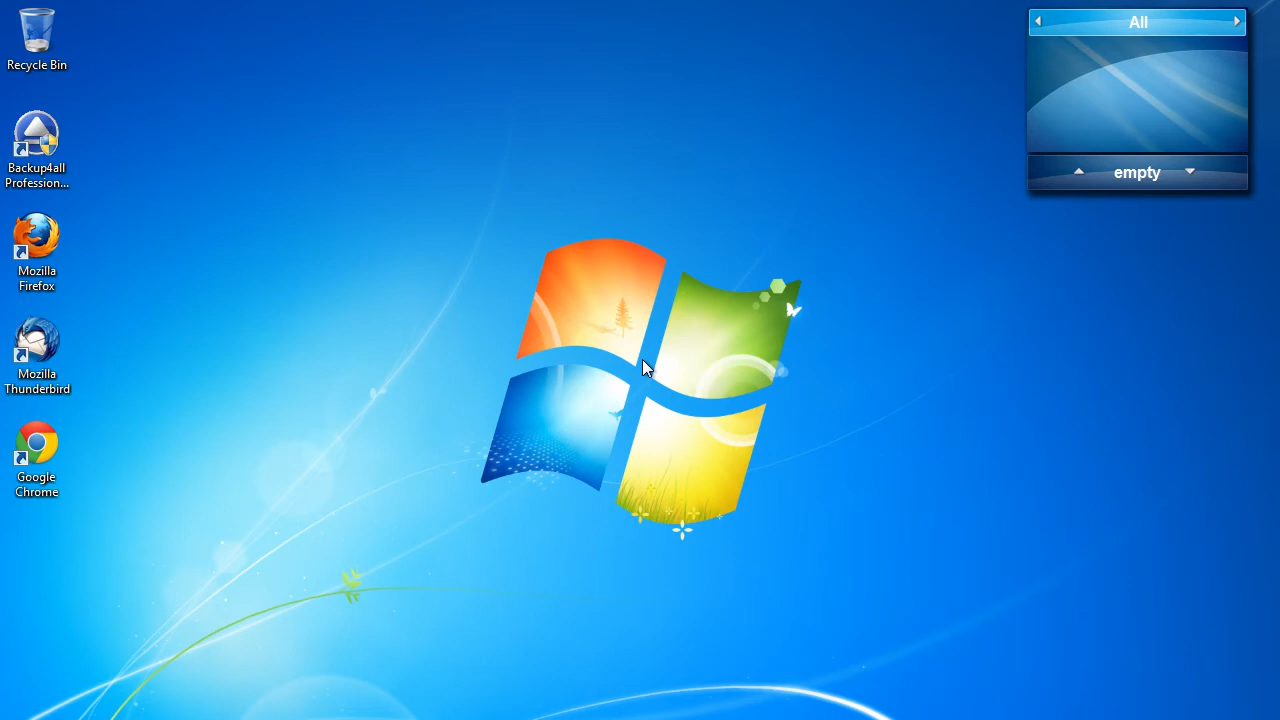 Recycle Bin
Backup4all
Profession...
Mozilla
Firefox
Mozilla
Thunderbird
Google
Chrome
All
empty